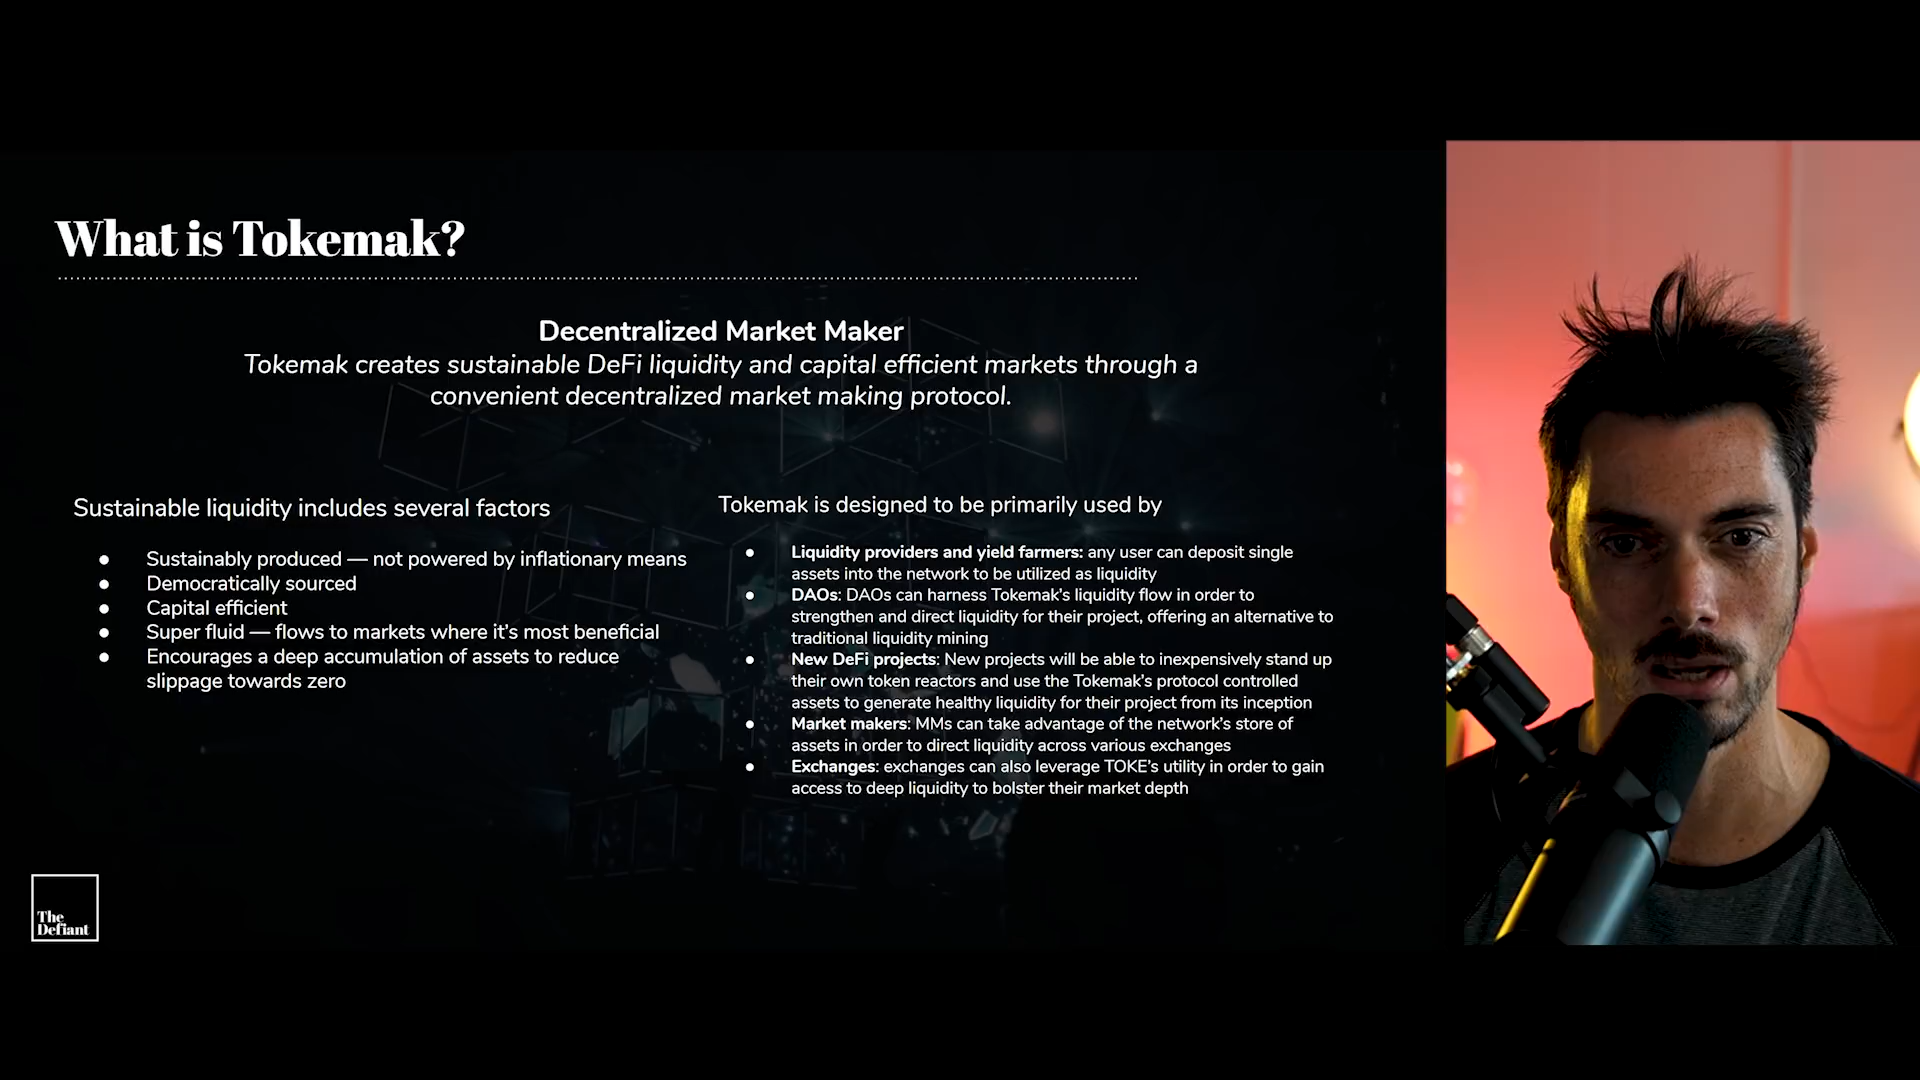 What is Tokemak?
Decentralized Market Maker
Tokemak creates sustainable DeFi liquidity and capital efficient markets through a
convenient decentralized market making protocol.
Sustainable liquidity includes several factors
● Sustainably produced — not powered by inflationary means
● Democratically sourced
● Capital efficient
● Super fluid — flows to markets where it's most beneficial
● Encourages a deep accumulation of assets to reduce
slippage towards zero
Tokemak is designed to be primarily used by
● Liquidity providers and yield farmers: any user can deposit single
assets into the network to be utilized as liquidity
● DAOs: DAOs can harness Tokemak's liquidity flow in order to
strengthen and direct liquidity for their project, offering an alternative to
traditional liquidity mining
● New DeFi projects: New projects will be able to inexpensively stand up
their own token reactors and use the Tokemak's protocol controlled
assets to generate healthy liquidity for their project from its inception
● Market makers: MMs can take advantage of the network's store of
assets in order to direct liquidity across various exchanges
● Exchanges: exchanges can also leverage TOKE's utility in order to gain
access to deep liquidity to bolster their market depth
The
Defiant